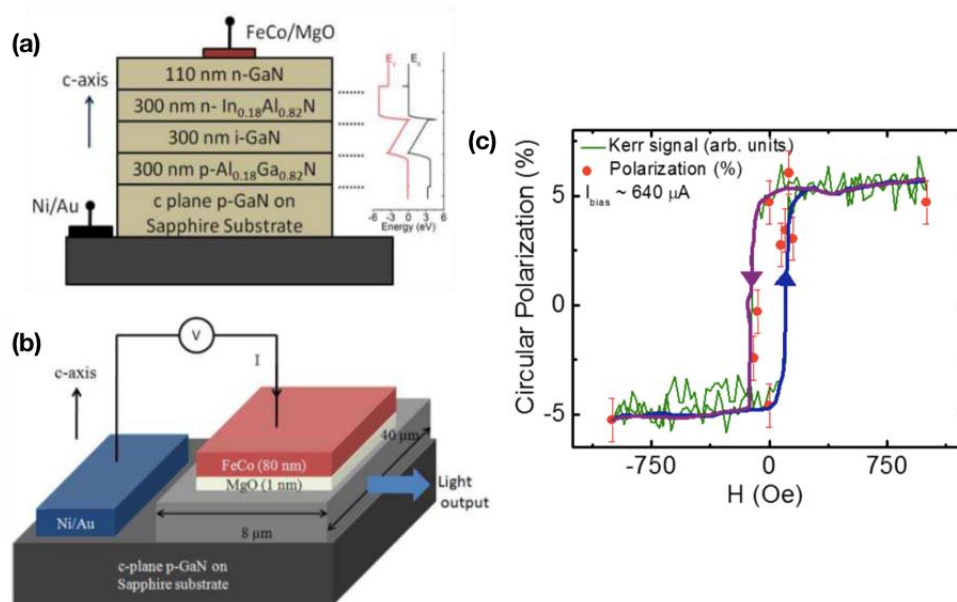 (a)
FeCo/MgO
c-axis
110 nm n-GaN
300 nm n- In0.18Al0.82N
300 nm i-GaN
300 nm p-Al0.18Ga0.82N
c plane p-GaN on
Sapphire Substrate
Ni/Au
-6 -3 0 3 6
Energy (eV)
(b)
V
I
c-axis
40 μm
FeCo (80 nm)
MgO (1 nm)
Light
output
Ni/Au
8 μm
c-plane p-GaN on
Sapphire substrate
(c)
Kerr signal (arb. units)
Polarization (%)
Ibias ~ 640 μA
Circular Polarization (%)
5
0
-5
-750 0 750
H (Oe)